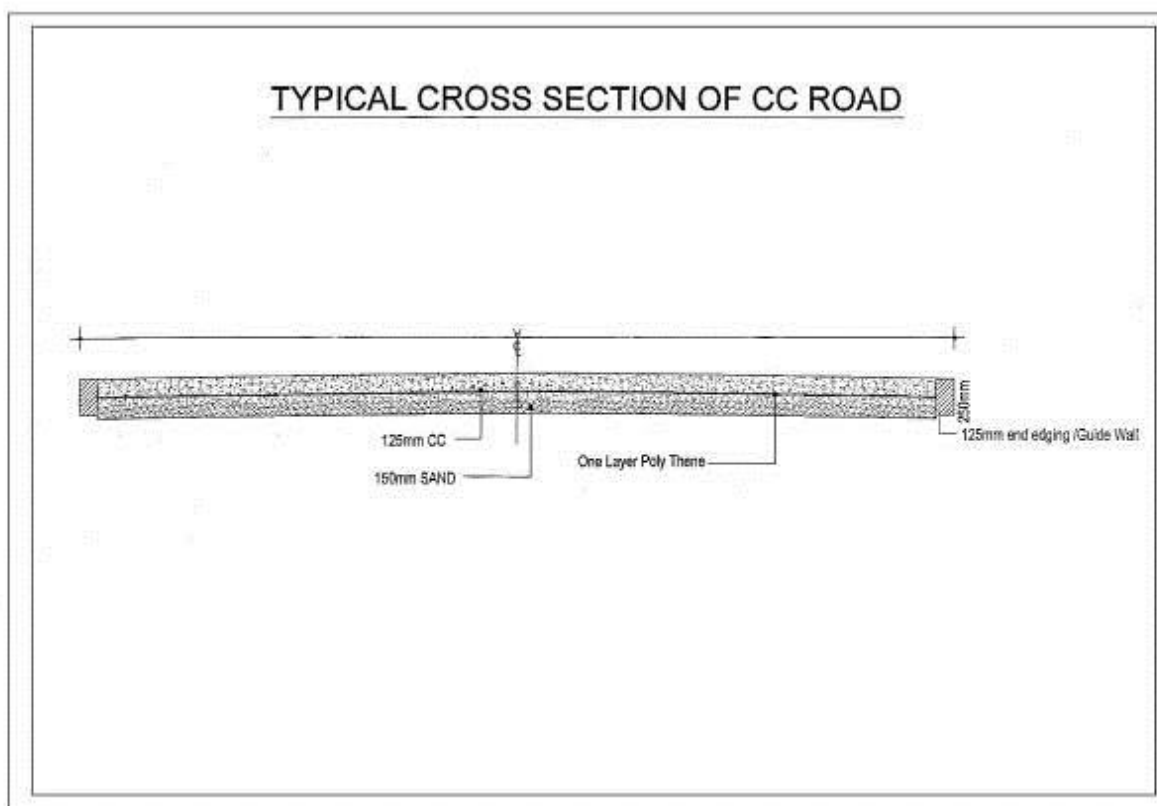 TYPICAL CROSS SECTION OF CC ROAD
250mm
125mm CC
125mm end edging /Guide Wall
One Layer Poly Thene
150mm SAND